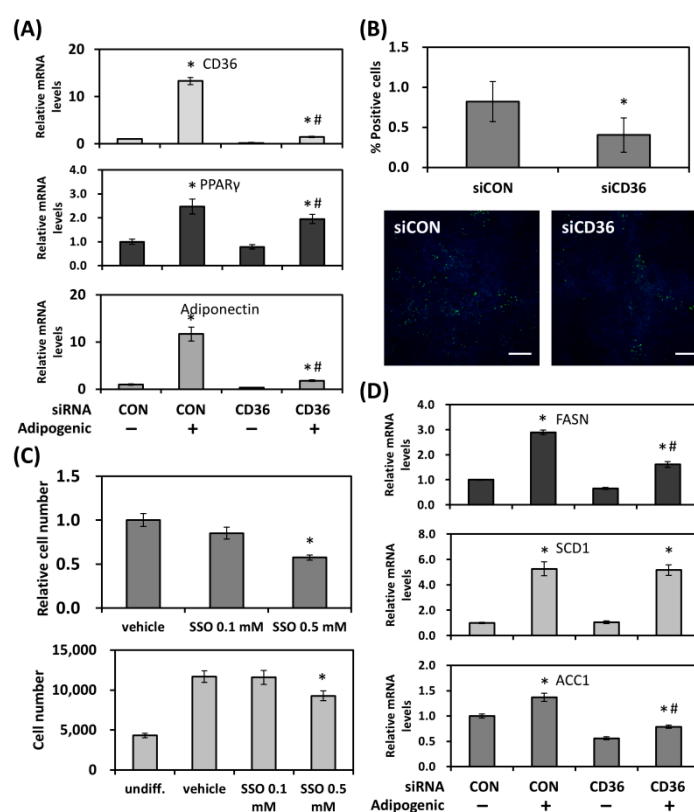 (A)
Relative mRNA
levels
20
10
0
* CD36
* #
Relative mRNA
levels
4.0
3.0
2.0
1.0
0.0
* PPARγ
* #
Relative mRNA
levels
20
10
0
Adiponectin
*
* #
siRNA CON CON CD36 CD36
Adipogenic − + − +
(B)
% Positive cells
1.5
1.0
0.5
0.0
*
siCON siCD36
siCON siCD36
(C)
Relative cell number
1.5
1.0
0.5
0.0
*
vehicle SSO 0.1 mM SSO 0.5 mM
Cell number
15,000
10,000
5,000
0
*
undiff. vehicle SSO 0.1 SSO 0.5
mM mM
(D)
Relative mRNA
levels
4.0
3.0
2.0
1.0
0.0
* FASN
* #
Relative mRNA
levels
8.0
6.0
4.0
2.0
0.0
* SCD1
*
Relative mRNA
levels
2.0
1.5
1.0
0.5
0.0
* ACC1
* #
siRNA CON CON CD36 CD36
Adipogenic − + − +